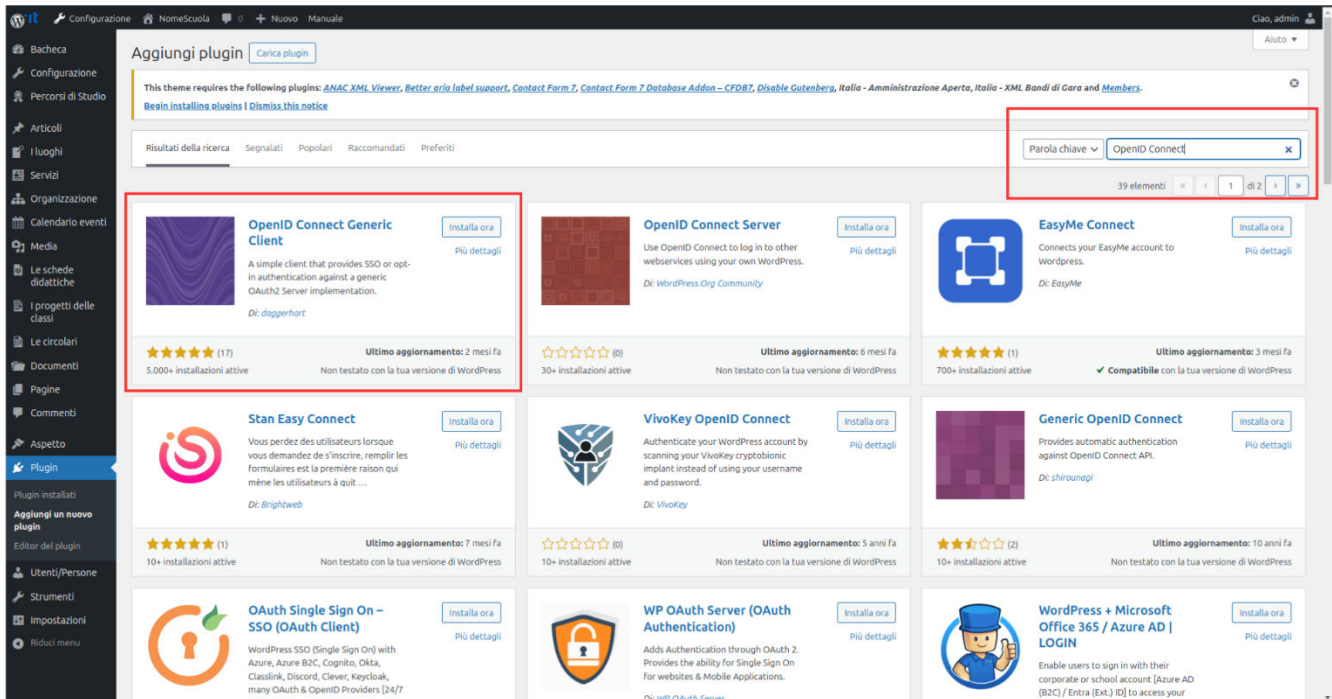 it Configurazione NomeScuola 0 + Nuovo Manuale Ciao, admin
Bacheca
Configurazione
Percorsi di Studio
Articoli
I luoghi
Servizi
Organizzazione
Calendario eventi
Media
Le schede
didattiche
I progetti delle
classi
Le circolari
Documenti
Pagine
Commenti
Aspetto
Plugin
Plugin installati
Aggiungi un nuovo
plugin
Editor del plugin
Utenti/Persone
Strumenti
Impostazioni
Riduci menu
Aiuto
Aggiungi plugin Carica plugin
This theme requires the following plugins: ANAC XML Viewer, Better aria label support, Contact Form 7, Contact Form 7 Database Addon – CFDB7, Disable Gutenberg, Italia - Amministrazione Aperta, Italia - XML Bandi di Gara and Members.
Begin installing plugins | Dismiss this notice
Risultati della ricerca Segnalati Popolari Raccomandati Preferiti Parola chiave OpenID Connect
39 elementi « ‹ 1 di 2 › »
OpenID Connect Generic
Client
Installa ora
Più dettagli
A simple client that provides SSO or opt-
in authentication against a generic
OAuth2 Server implementation.
Di: daggerhart
(17)
5.000+ installazioni attive
Ultimo aggiornamento: 2 mesi fa
Non testato con la tua versione di WordPress
OpenID Connect Server
Installa ora
Più dettagli
Use OpenID Connect to log in to other
webservices using your own WordPress.
Di: WordPress.Org Community
(0)
30+ installazioni attive
Ultimo aggiornamento: 6 mesi fa
Non testato con la tua versione di WordPress
EasyMe Connect
Installa ora
Più dettagli
Connects your EasyMe account to
Wordpress.
Di: EasyMe
(1)
700+ installazioni attive
Ultimo aggiornamento: 3 mesi fa
Compatibile con la tua versione di WordPress
Stan Easy Connect
Installa ora
Più dettagli
Vous perdez des utilisateurs lorsque
vous demandez de s'inscrire, remplir les
formulaires est la première raison qui
mène les utilisateurs à quit …
Di: Brightweb
(1)
10+ installazioni attive
Ultimo aggiornamento: 7 mesi fa
Non testato con la tua versione di WordPress
VivoKey OpenID Connect
Installa ora
Più dettagli
Authenticate your WordPress account by
scanning your VivoKey cryptobionic
implant instead of using your username
and password.
Di: VivoKey
(0)
10+ installazioni attive
Ultimo aggiornamento: 5 anni fa
Non testato con la tua versione di WordPress
Generic OpenID Connect
Installa ora
Più dettagli
Provides automatic authentication
against OpenID Connect API.
Di: shirounagi
(2)
10+ installazioni attive
Ultimo aggiornamento: 10 anni fa
Non testato con la tua versione di WordPress
OAuth Single Sign On –
SSO (OAuth Client)
Installa ora
Più dettagli
WordPress SSO (Single Sign On) with
Azure, Azure B2C, Cognito, Okta,
Classlink, Discord, Clever, Keycloak,
many OAuth & OpenID Providers [24/7
WP OAuth Server (OAuth
Authentication)
Installa ora
Più dettagli
Adds Authentication through OAuth 2.
Provides the ability for Single Sign On
for websites & Mobile Applications.
Di: WP OAuth Server
WordPress + Microsoft
Office 365 / Azure AD |
LOGIN
Installa ora
Più dettagli
Enable users to sign in with their
corporate or school account [Azure AD
(B2C) / Entra (Ext.) ID] to access your